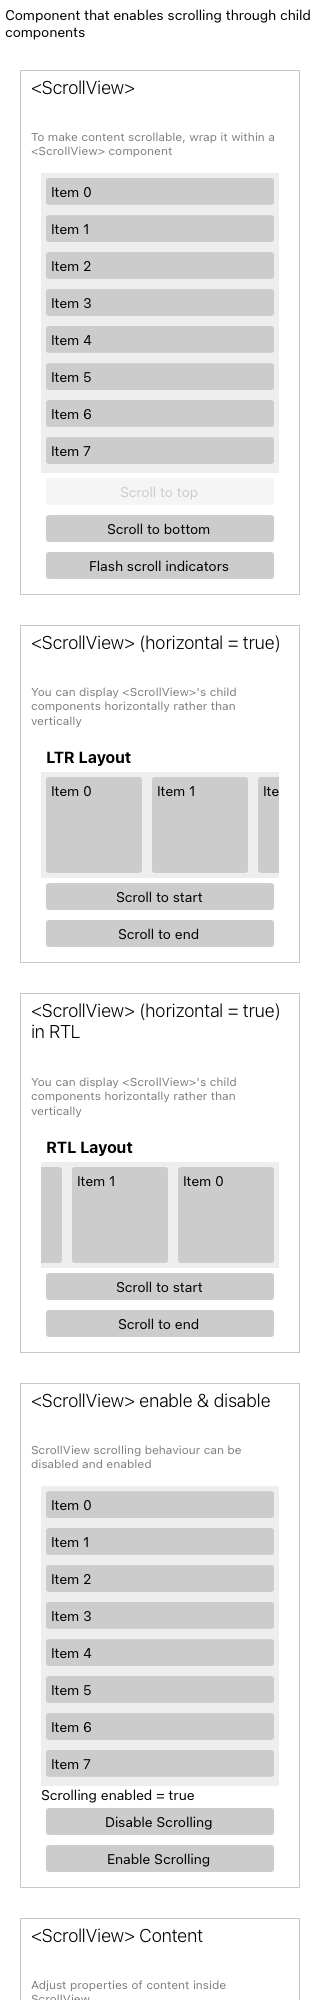 Component that enables scrolling through child
components
<ScrollView>
To make content scrollable, wrap it within a
<ScrollView> component
Item 0
Item 1
Item 2
Item 3
Item 4
Item 5
Item 6
Item 7
Scroll to top
Scroll to bottom
Flash scroll indicators
<ScrollView> (horizontal = true)
You can display <ScrollView>'s child
components horizontally rather than
vertically
LTR Layout
Item 0 Item 1 Ite
Scroll to start
Scroll to end
<ScrollView> (horizontal = true)
in RTL
You can display <ScrollView>'s child
components horizontally rather than
vertically
RTL Layout
Item 1 Item 0
Scroll to start
Scroll to end
<ScrollView> enable & disable
ScrollView scrolling behaviour can be
disabled and enabled
Item 0
Item 1
Item 2
Item 3
Item 4
Item 5
Item 6
Item 7
Scrolling enabled = true
Disable Scrolling
Enable Scrolling
<ScrollView> Content
Adjust properties of content inside
ScrollView.